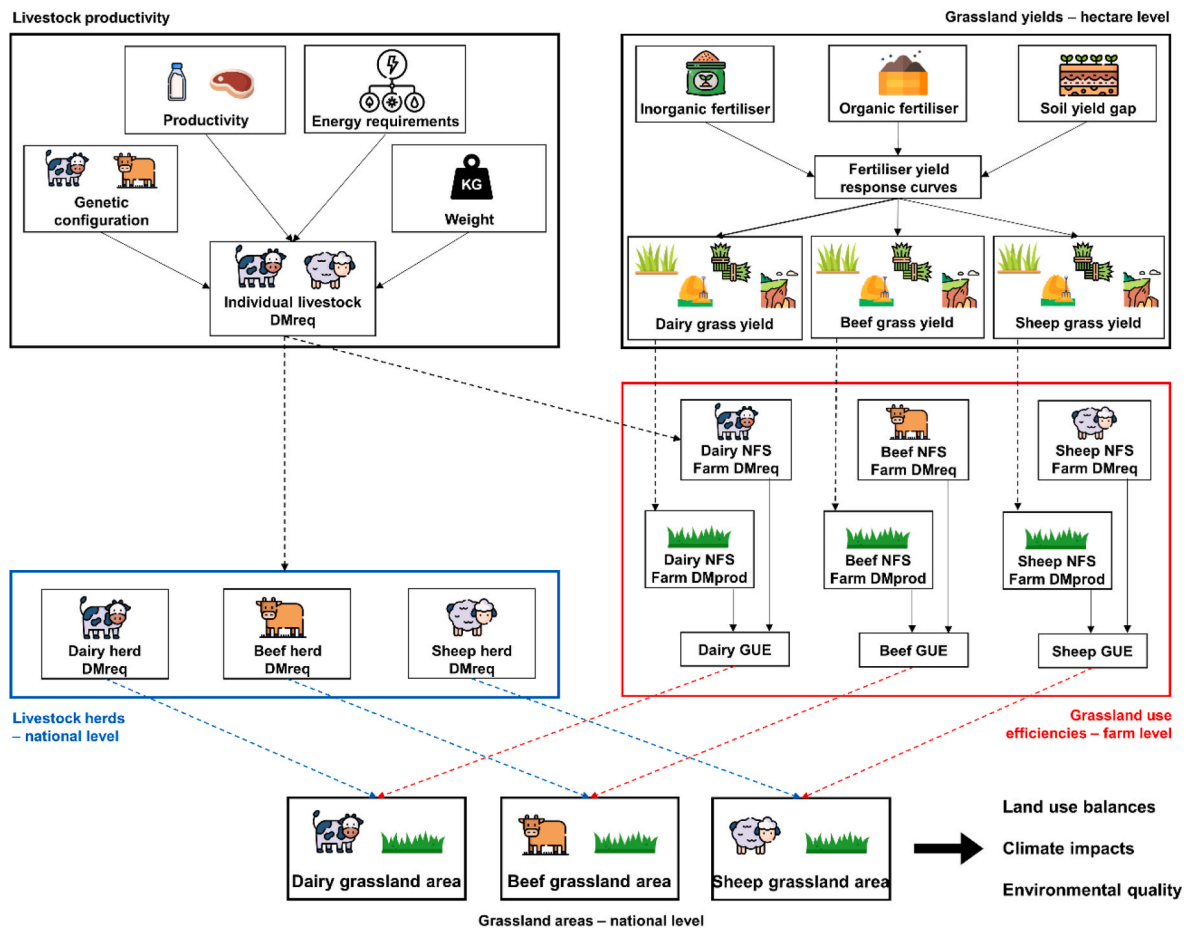 Livestock productivity
Grassland yields – hectare level
Productivity
Energy requirements
Genetic
configuration
KG
Weight
Individual livestock
DMreq
Inorganic fertiliser
Organic fertiliser
Soil yield gap
Fertiliser yield
response curves
Dairy grass yield
Beef grass yield
Sheep grass yield
Dairy NFS
Farm DMreq
Beef NFS
Farm DMreq
Sheep NFS
Farm DMreq
Dairy NFS
Farm DMprod
Beef NFS
Farm DMprod
Sheep NFS
Farm DMprod
Dairy GUE
Beef GUE
Sheep GUE
Dairy herd
DMreq
Beef herd
DMreq
Sheep herd
DMreq
Livestock herds
– national level
Grassland use
efficiencies – farm level
Dairy grassland area
Beef grassland area
Sheep grassland area
Land use balances
Climate impacts
Environmental quality
Grassland areas – national level